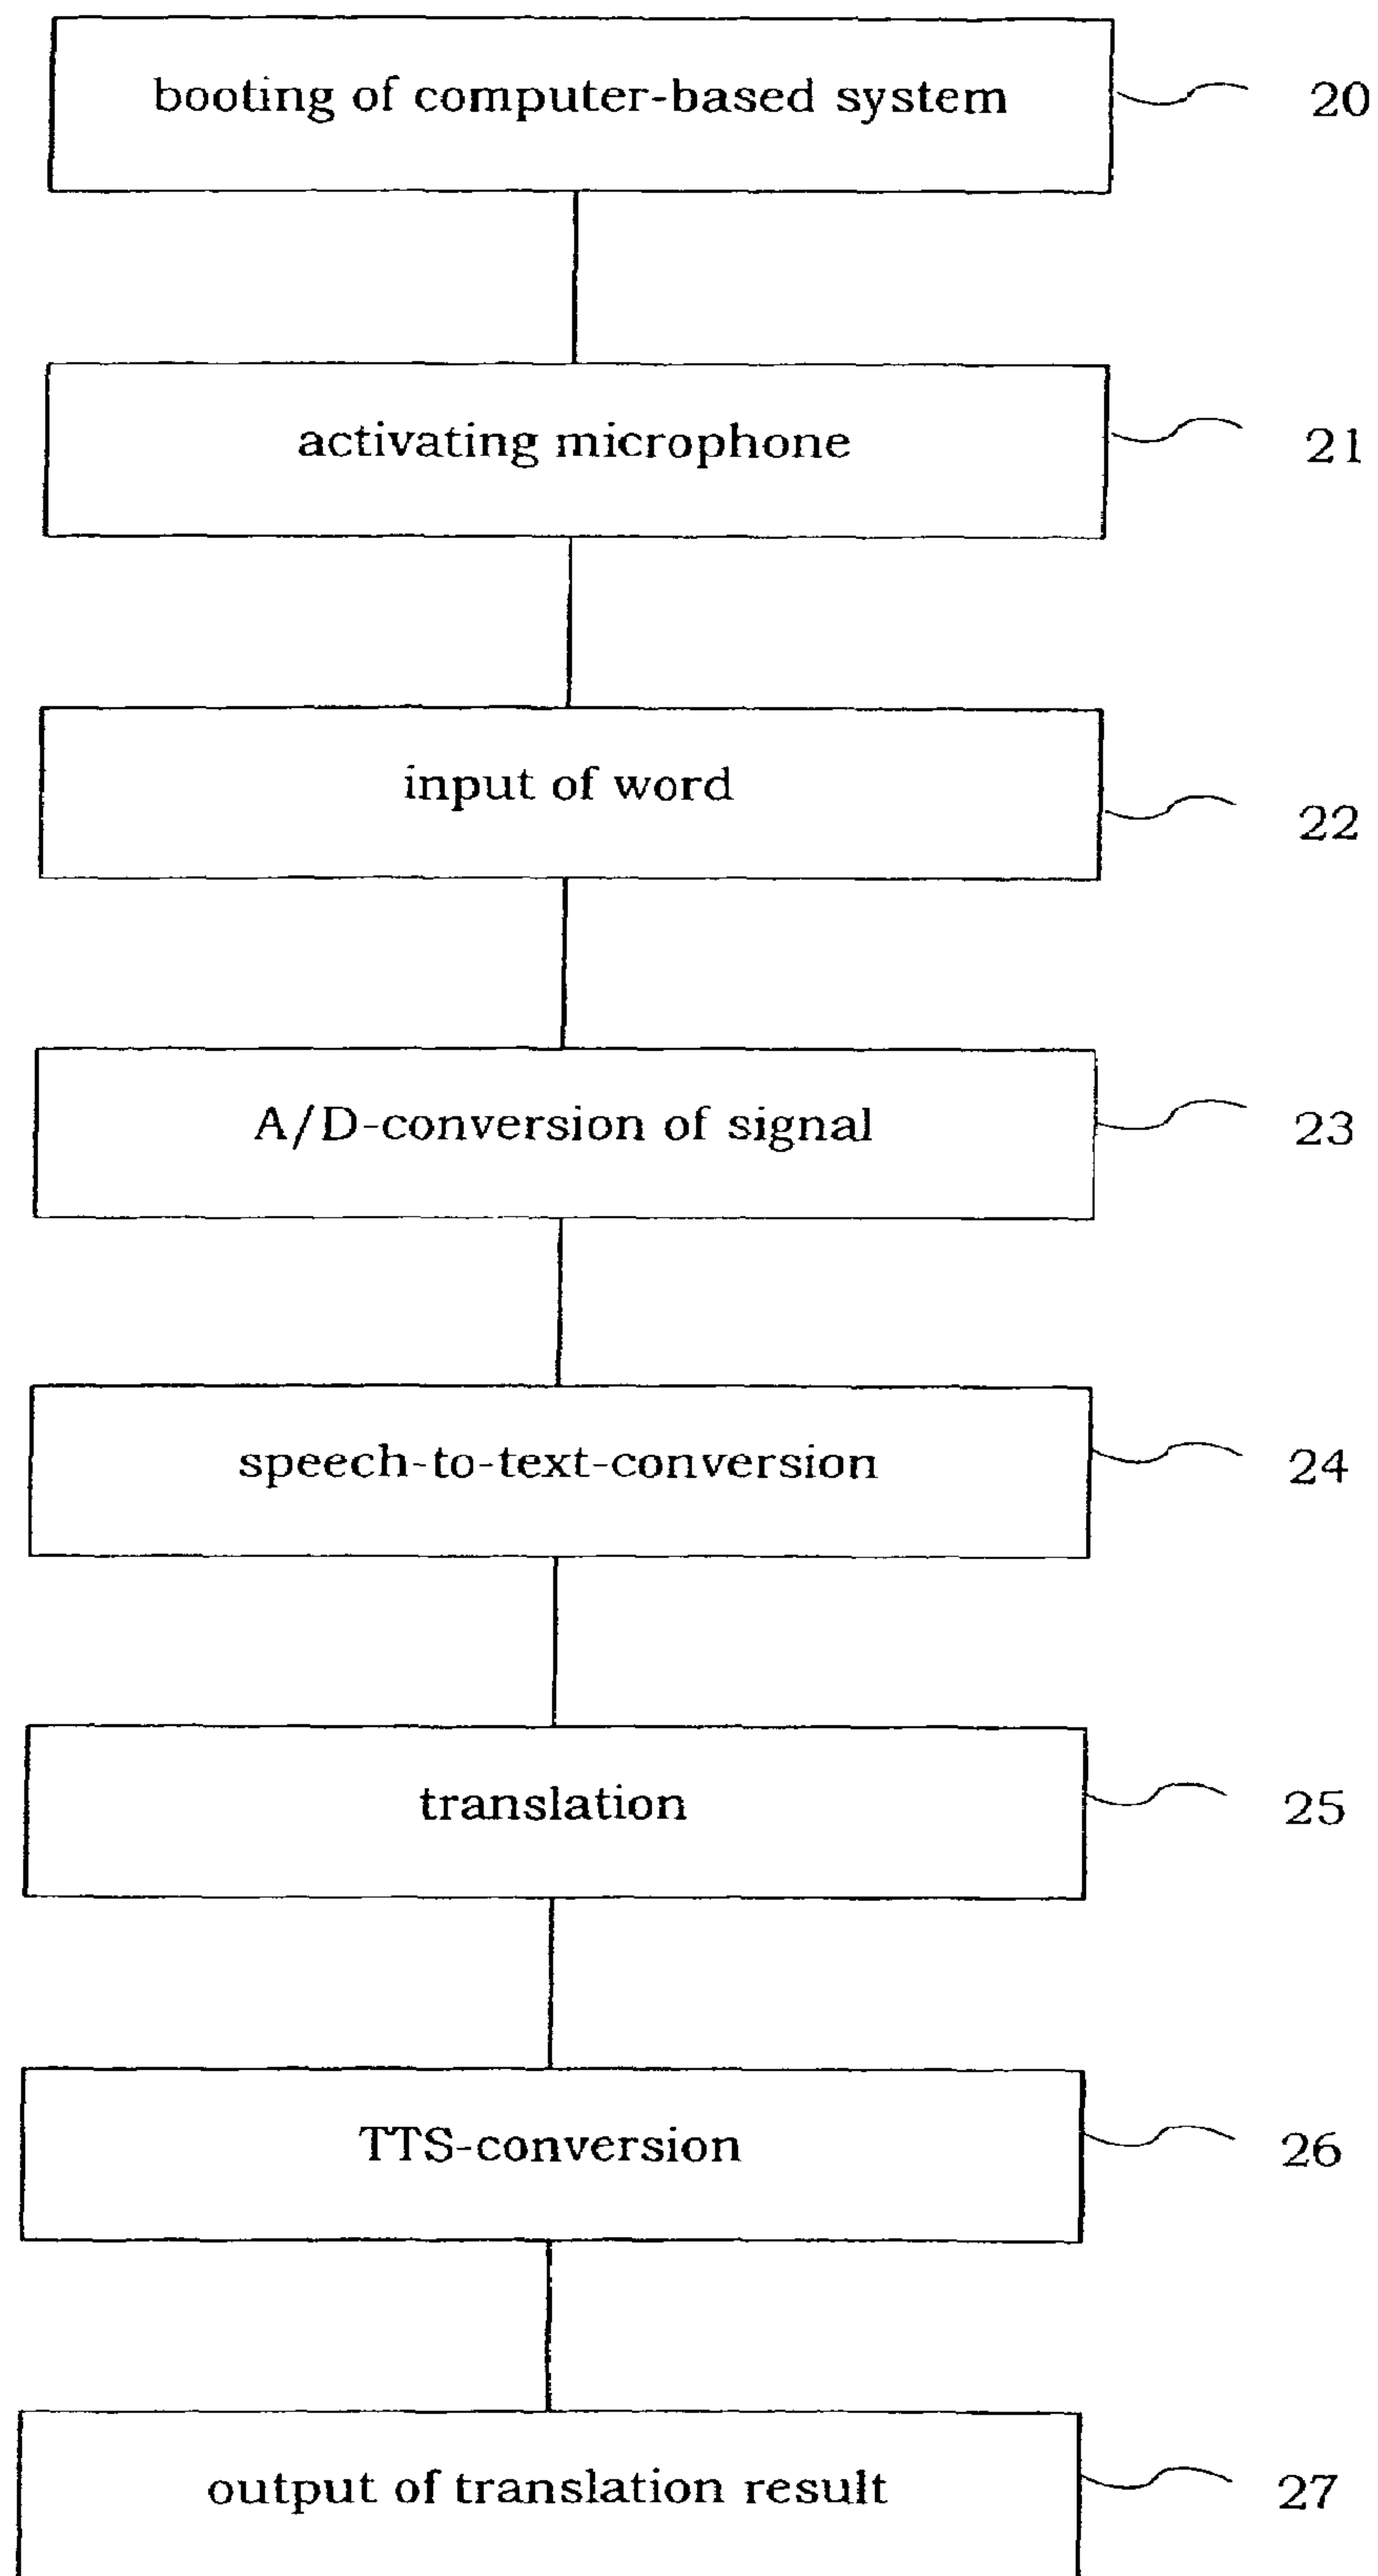 booting of computer-based system 20
activating microphone 21
input of word 22
A/D-conversion of signal 23
speech-to-text-conversion 24
translation 25
TTS-conversion 26
output of translation result 27